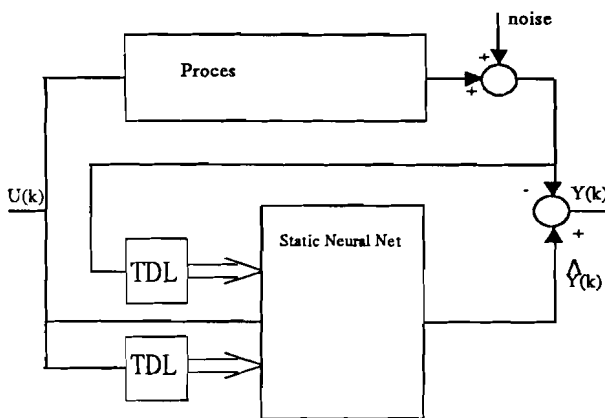 noise
+
Proces
+
U(k)
-
Y(k)
Static Neural Net
+
TDL
Ŷ(k)
TDL